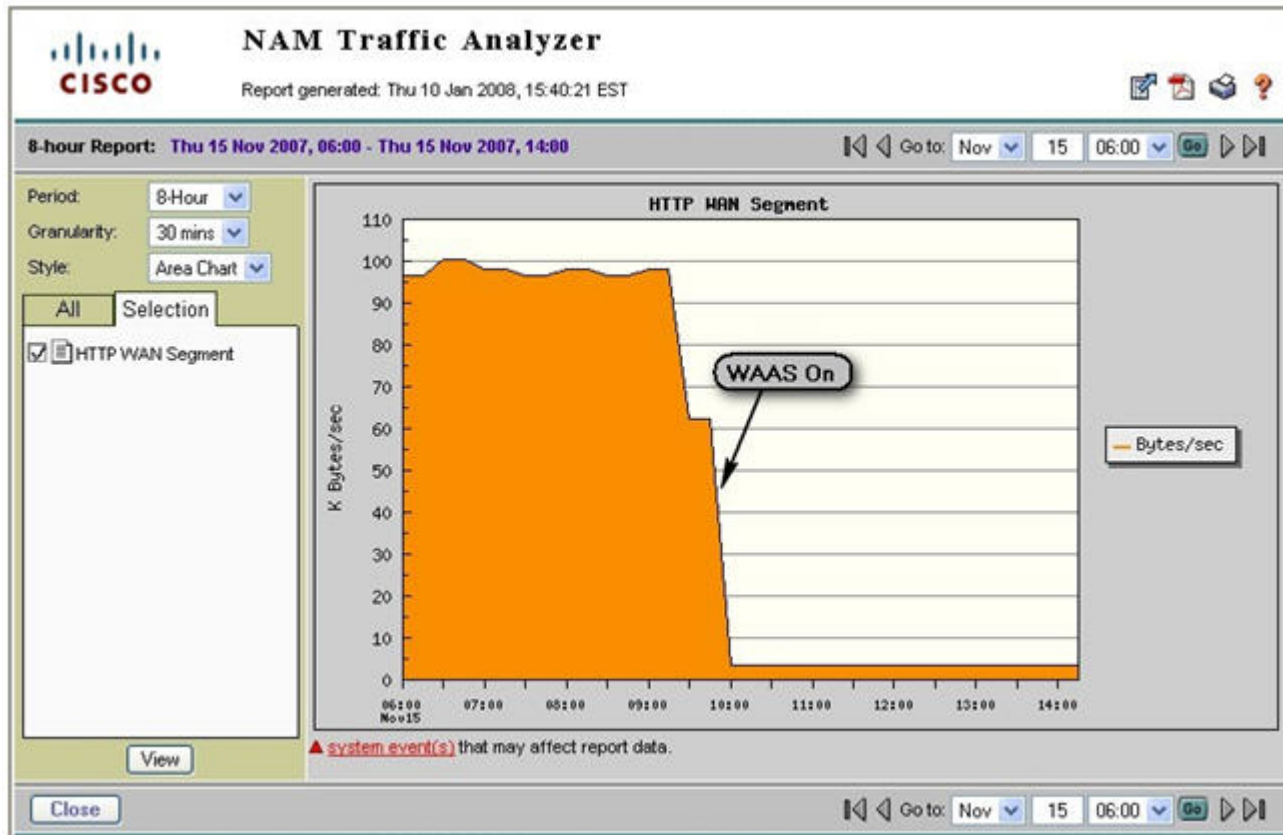 CISCO
NAM Traffic Analyzer
Report generated: Thu 10 Jan 2008, 15:40:21 EST
8-hour Report: Thu 15 Nov 2007, 06:00 - Thu 15 Nov 2007, 14:00
Go to: Nov 15 06:00 Go
Period: 8-Hour
Granularity: 30 mins
Style: Area Chart
All Selection
HTTP WAN Segment
View
HTTP WAN Segment
K Bytes/sec
110
100
90
80
70
60
50
40
30
20
10
0
WAAS On
06:00 07:00 08:00 09:00 10:00 11:00 12:00 13:00 14:00
Nov15
Bytes/sec
system event(s) that may affect report data.
Close
Go to: Nov 15 06:00 Go